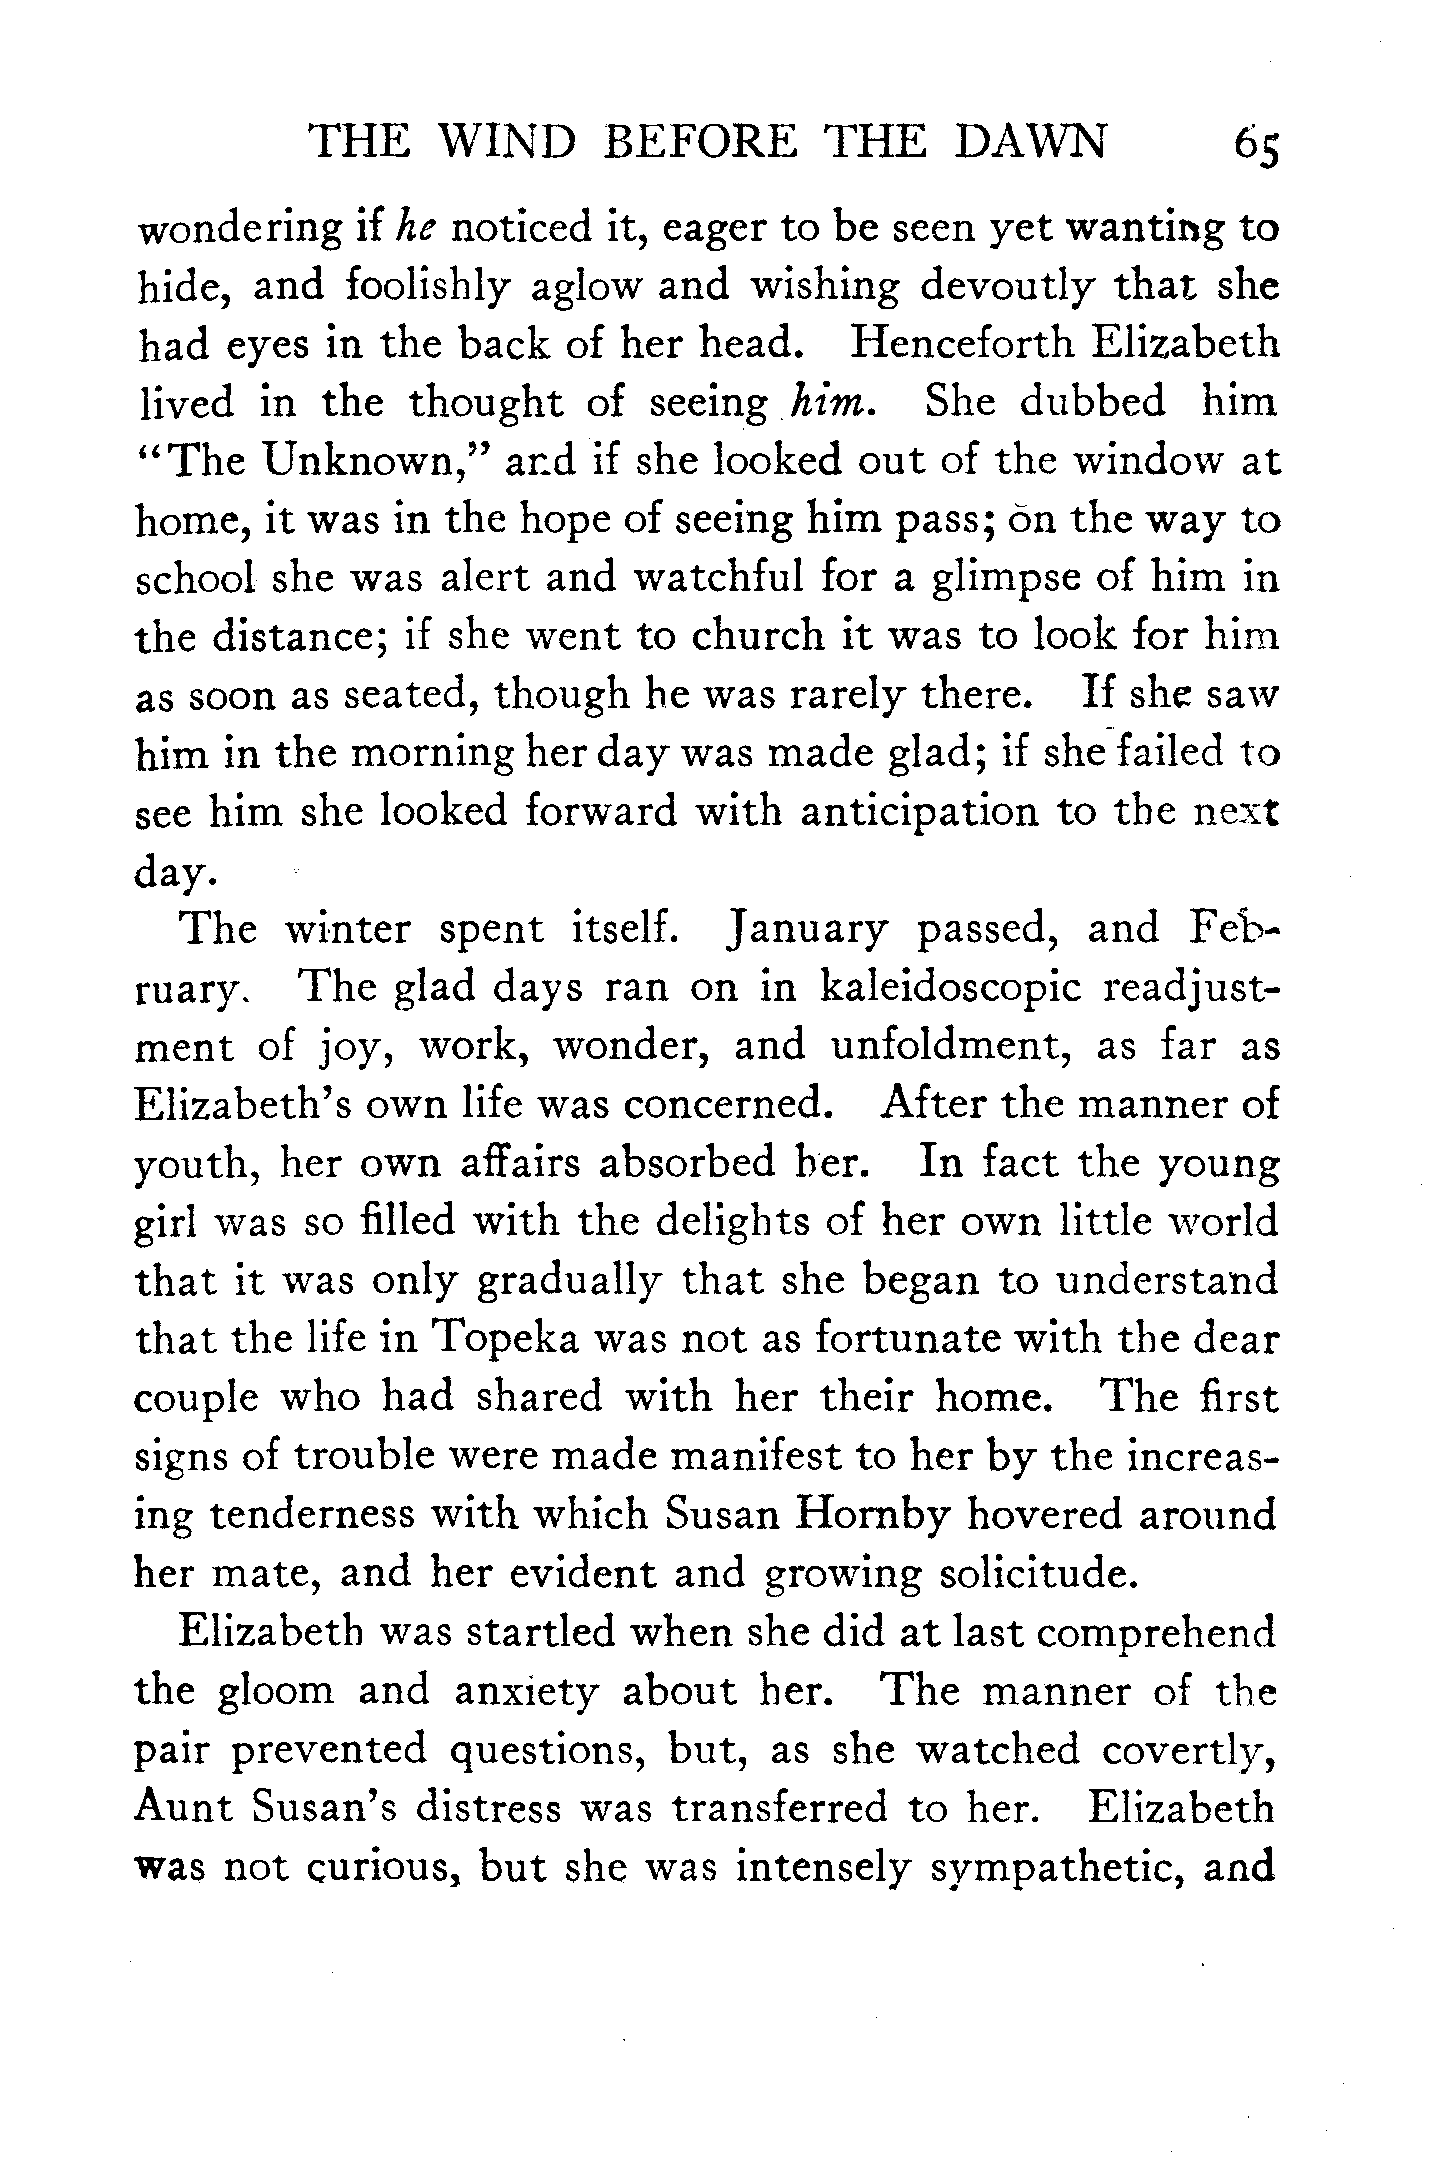 THE WIND BEFORE THE DAWN 65
wondering if he noticed it, eager to be seen yet wanting to
hide, and foolishly aglow and wishing devoutly that she
had eyes in the back of her head. Henceforth Elizabeth
lived in the thought of seeing him. She dubbed him
“The Unknown,” and if she looked out of the window at
home, it was in the hope of seeing him pass; on the way to
school she was alert and watchful for a glimpse of him in
the distance; if she went to church it was to look for him
as soon as seated, though he was rarely there. If she saw
him in the morning her day was made glad; if she failed to
see him she looked forward with anticipation to the next
day.
The winter spent itself. January passed, and Feb-
ruary. The glad days ran on in kaleidoscopic readjust-
ment of joy, work, wonder, and unfoldment, as far as
Elizabeth’s own life was concerned. After the manner of
youth, her own affairs absorbed her. In fact the young
girl was so filled with the delights of her own little world
that it was only gradually that she began to understand
that the life in Topeka was not as fortunate with the dear
couple who had shared with her their home. The first
signs of trouble were made manifest to her by the increas-
ing tenderness with which Susan Hornby hovered around
her mate, and her evident and growing solicitude.
Elizabeth was startled when she did at last comprehend
the gloom and anxiety about her. The manner of the
pair prevented questions, but, as she watched covertly,
Aunt Susan’s distress was transferred to her. Elizabeth
was not curious, but she was intensely sympathetic, and